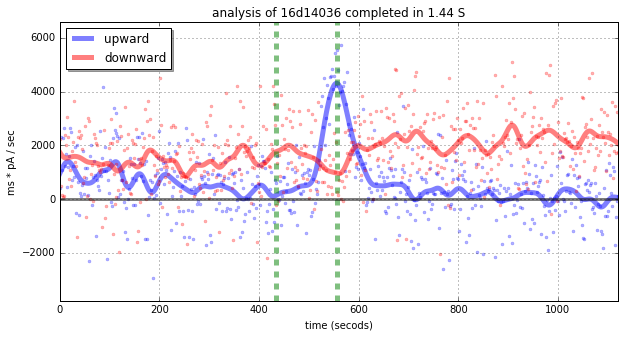 analysis of 16d14036 completed in 1.44 S
upward
downward
6000
4000
2000
0
−2000
ms * pA / sec
0 200 400 600 800 1000
time (secods)